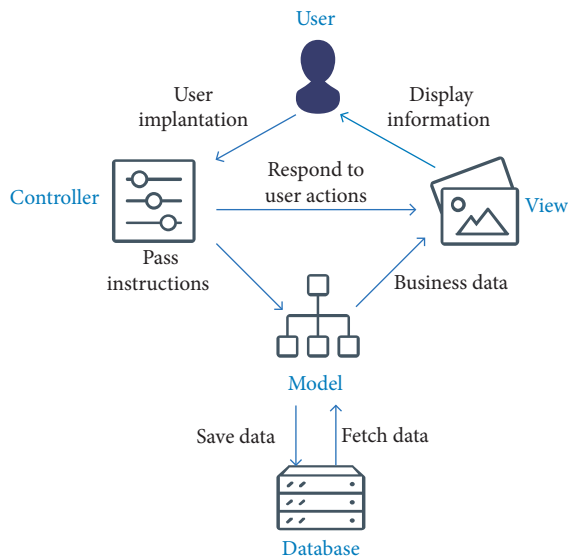 User
User
implantation
Display
information
Controller
Respond to
user actions
View
Pass
instructions
Business data
Model
Save data
Fetch data
Database